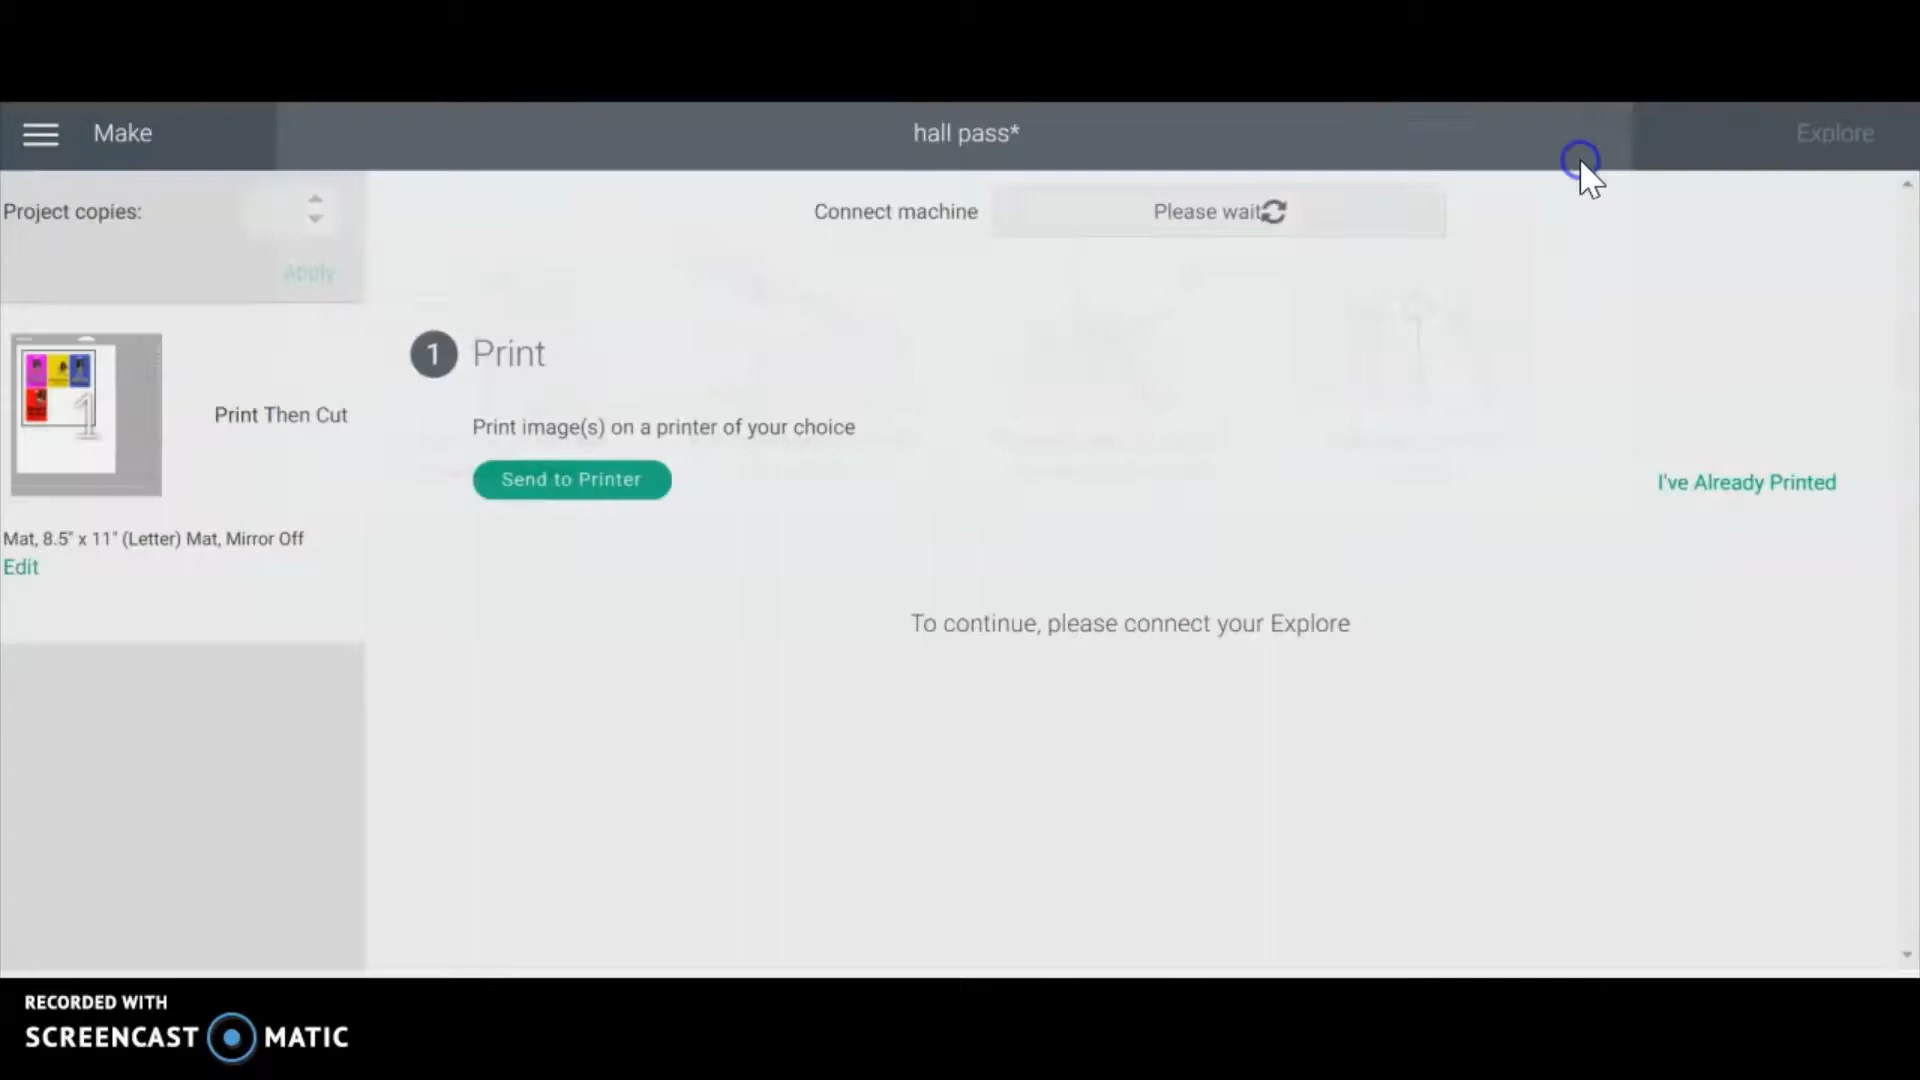 Make
hall pass*
Explore
Project copies:
Connect machine
Please wait
Apply
1 Print
Print Then Cut
Print image(s) on a printer of your choice
Send to Printer
I've Already Printed
1
Mat, 8.5" x 11" (Letter) Mat, Mirror Off
Edit
To continue, please connect your Explore
RECORDED WITH
SCREENCAST MATIC